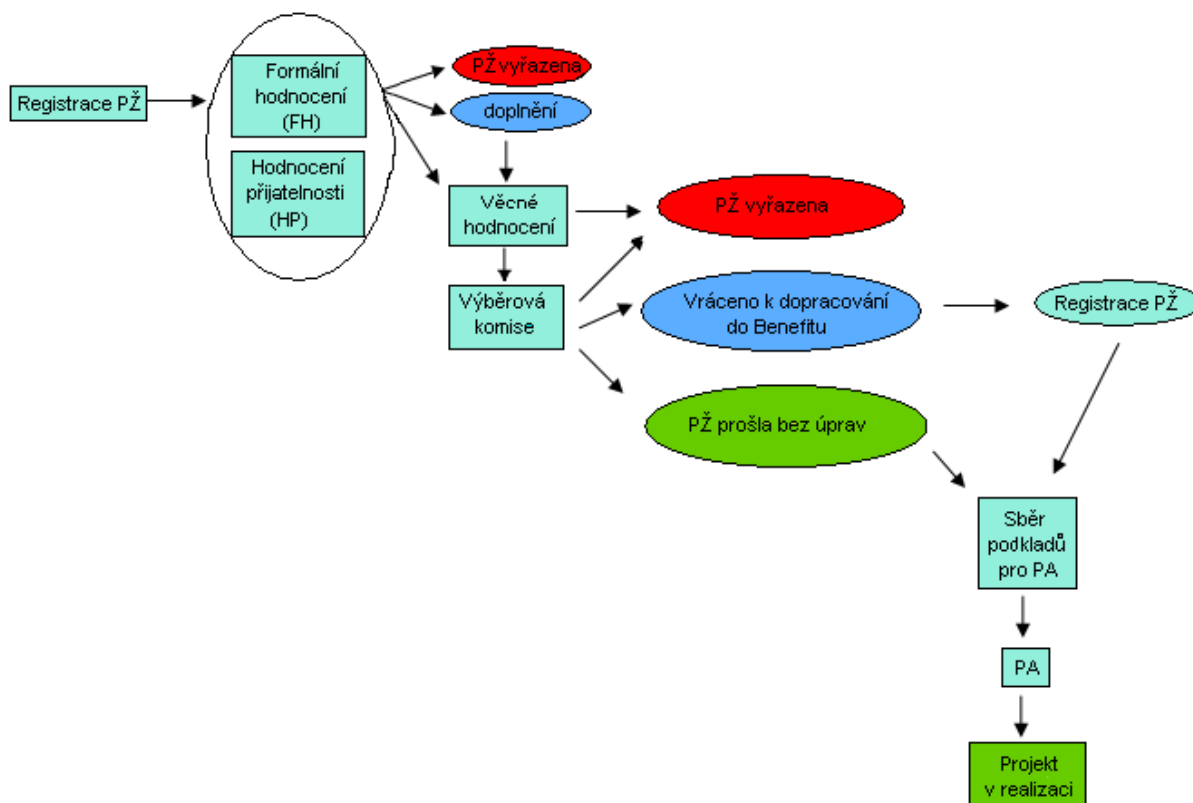 Registrace PŽ
Formální
hodnocení
(FH)
Hodnocení
přijatelnosti
(HP)
PŽ vyřazena
doplnění
Věcné
hodnocení
Výběrová
komise
PŽ vyřazena
Vráceno k dopracování
do Benefitu
Registrace PŽ
PŽ prošla bez úprav
Sběr
podkladů
pro PA
PA
Projekt
v realizaci